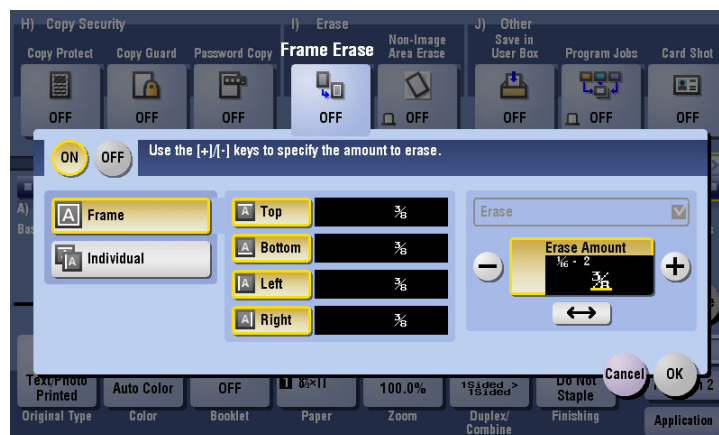 H) Copy Security
I) Erase
J) Other
Copy Protect
Copy Guard
Password Copy
Frame Erase
Non-Image
Area Erase
Save in
User Box
Program Jobs
Card Shot
OFF
OFF
OFF
OFF
OFF
OFF
OFF
OFF
ON
OFF
Use the [+]/[-] keys to specify the amount to erase.
A)
Frame
Individual
Top
⅜
Bottom
⅜
Left
⅜
Right
⅜
Erase
Erase Amount
1/16 - 2
⅜
Cancel
OK
Text/Photo
Printed
Auto Color
OFF
1 8½×11
100.0%
1Sided >
1Sided
Do Not
Staple
2
Original Type
Color
Booklet
Paper
Zoom
Duplex/
Combine
Finishing
Application